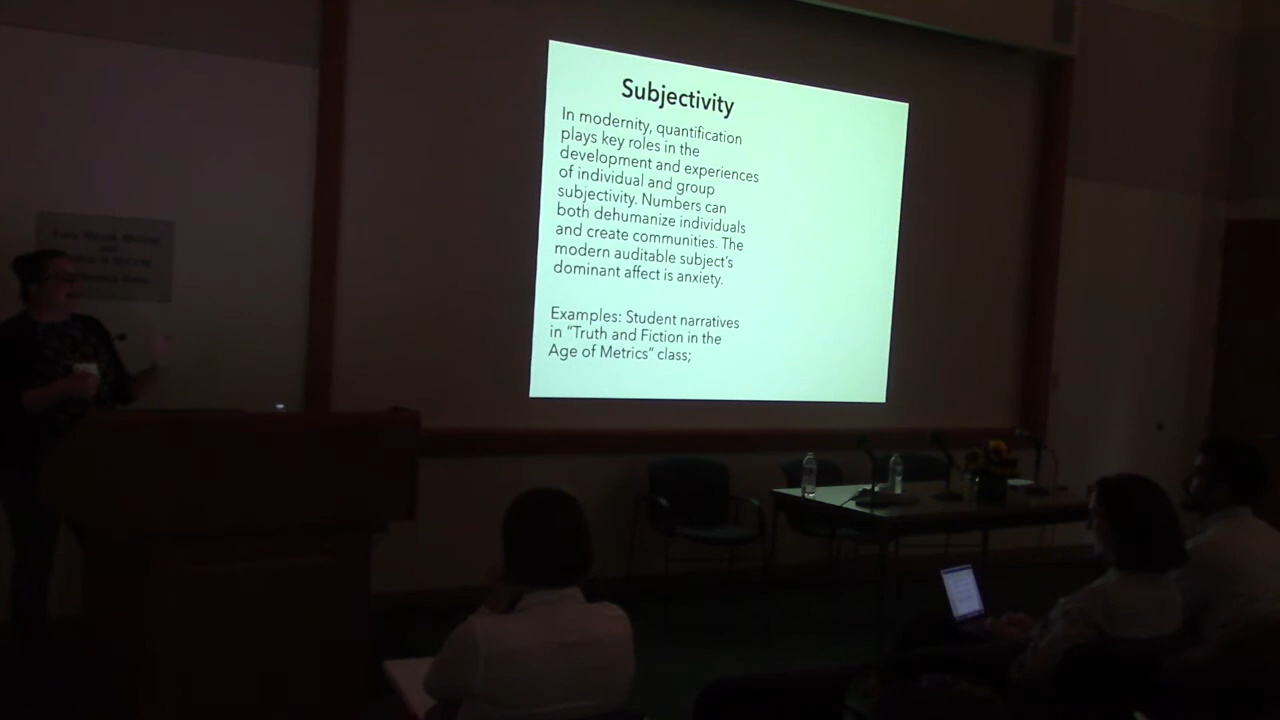 Subjectivity
In modernity, quantification
plays key roles in the
development and experiences
of individual and group
subjectivity. Numbers can
both dehumanize individuals
and create communities. The
modern auditable subject's
dominant affect is anxiety.
Examples: Student narratives
in “Truth and Fiction in the
Age of Metrics” class;